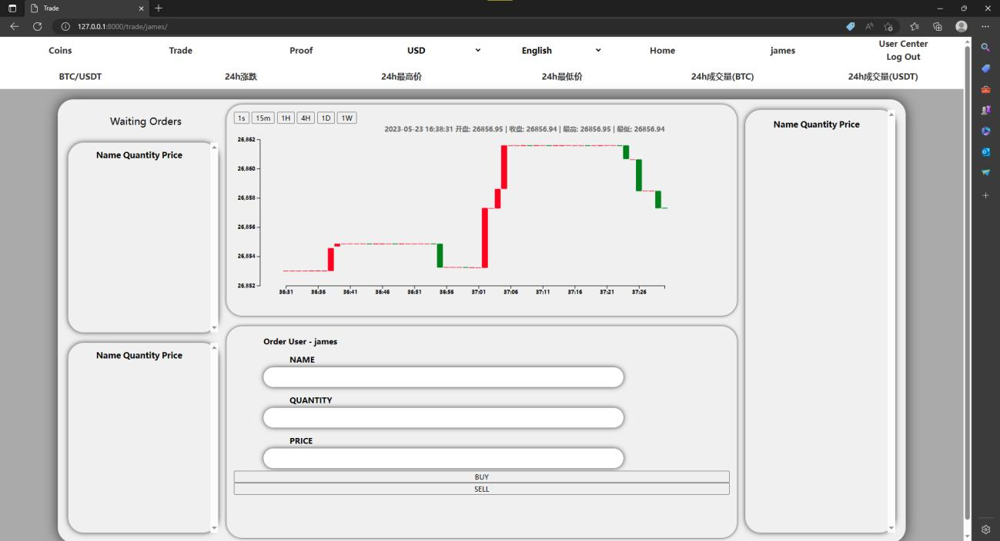 Trade
127.0.0.1:8000/trade/james/
Coins Trade Proof USD English Home james User Center
Log Out
BTC/USDT 24h涨跌 24h最高价 24h最低价 24h成交量(BTC) 24h成交量(USDT)
Waiting Orders
Name Quantity Price
Name Quantity Price
1s 15m 1H 4H 1D 1W
2023-05-23 16:38:31 开盘: 26856.95 | 收盘: 26856.94 | 最高: 26856.95 | 最低: 26856.94
26,862
26,860
26,858
26,856
26,854
26,852
36:31 36:36 36:41 36:46 36:51 36:56 37:01 37:06 37:11 37:16 37:21 37:26
Order User - james
NAME
QUANTITY
PRICE
BUY
SELL
Name Quantity Price